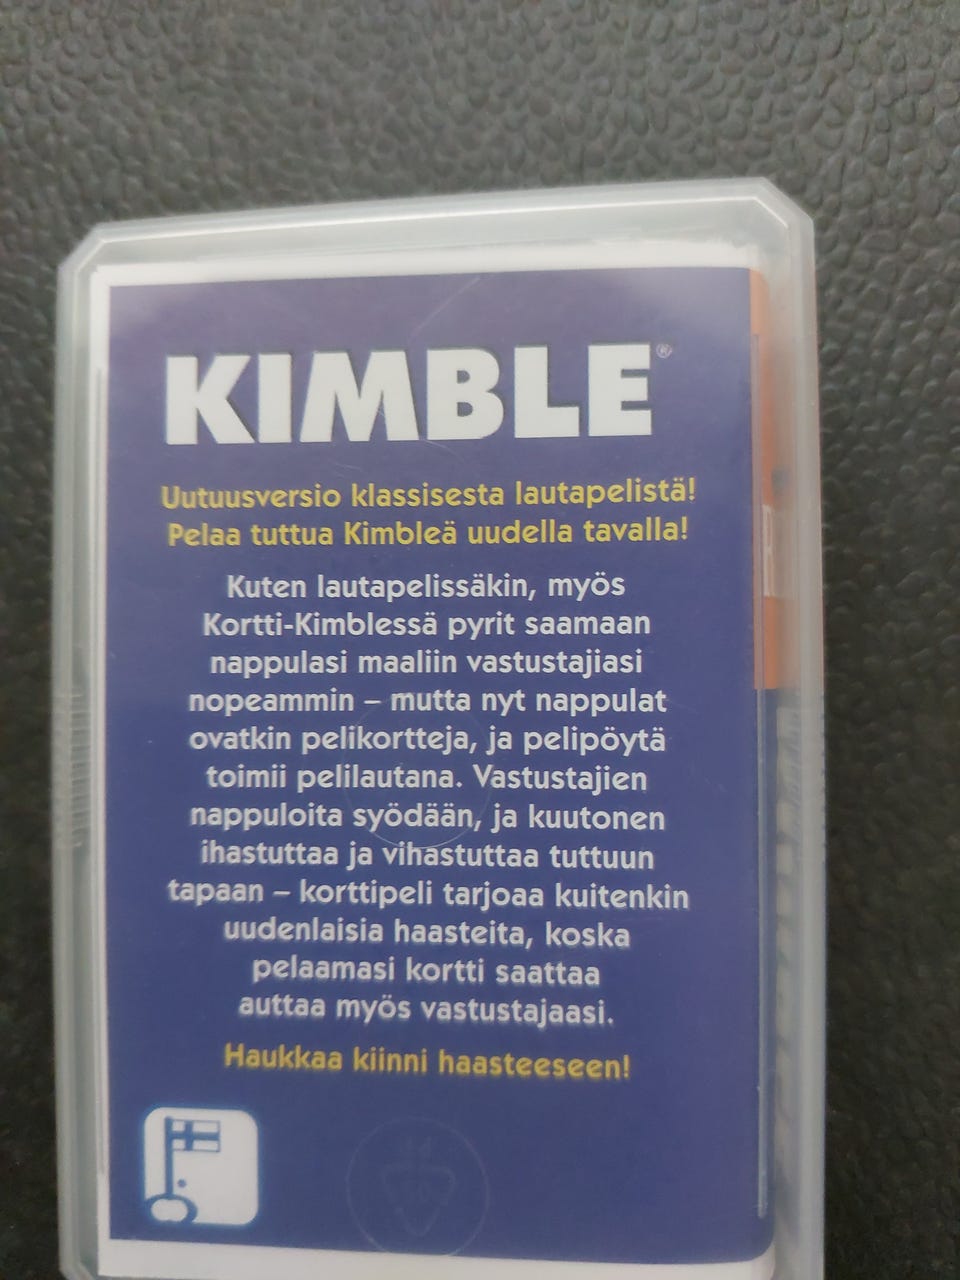 KIMBLE®
Uutuusversio klassisesta lautapelistä!
Pelaa tuttua Kimbleä uudella tavalla!
Kuten lautapelissäkin, myös
Kortti-Kimblessä pyrit saamaan
nappulasi maaliin vastustajiasi
nopeammin – mutta nyt nappulat
ovatkin pelikortteja, ja pelipöytä
toimii pelilautana. Vastustajien
nappuloita syödään, ja kuutonen
ihastuttaa ja vihastuttaa tuttuun
tapaan – korttipeli tarjoaa kuitenkin
uudenlaisia haasteita, koska
pelaamasi kortti saattaa
auttaa myös vastustajaasi.
Haukkaa kiinni haasteeseen!